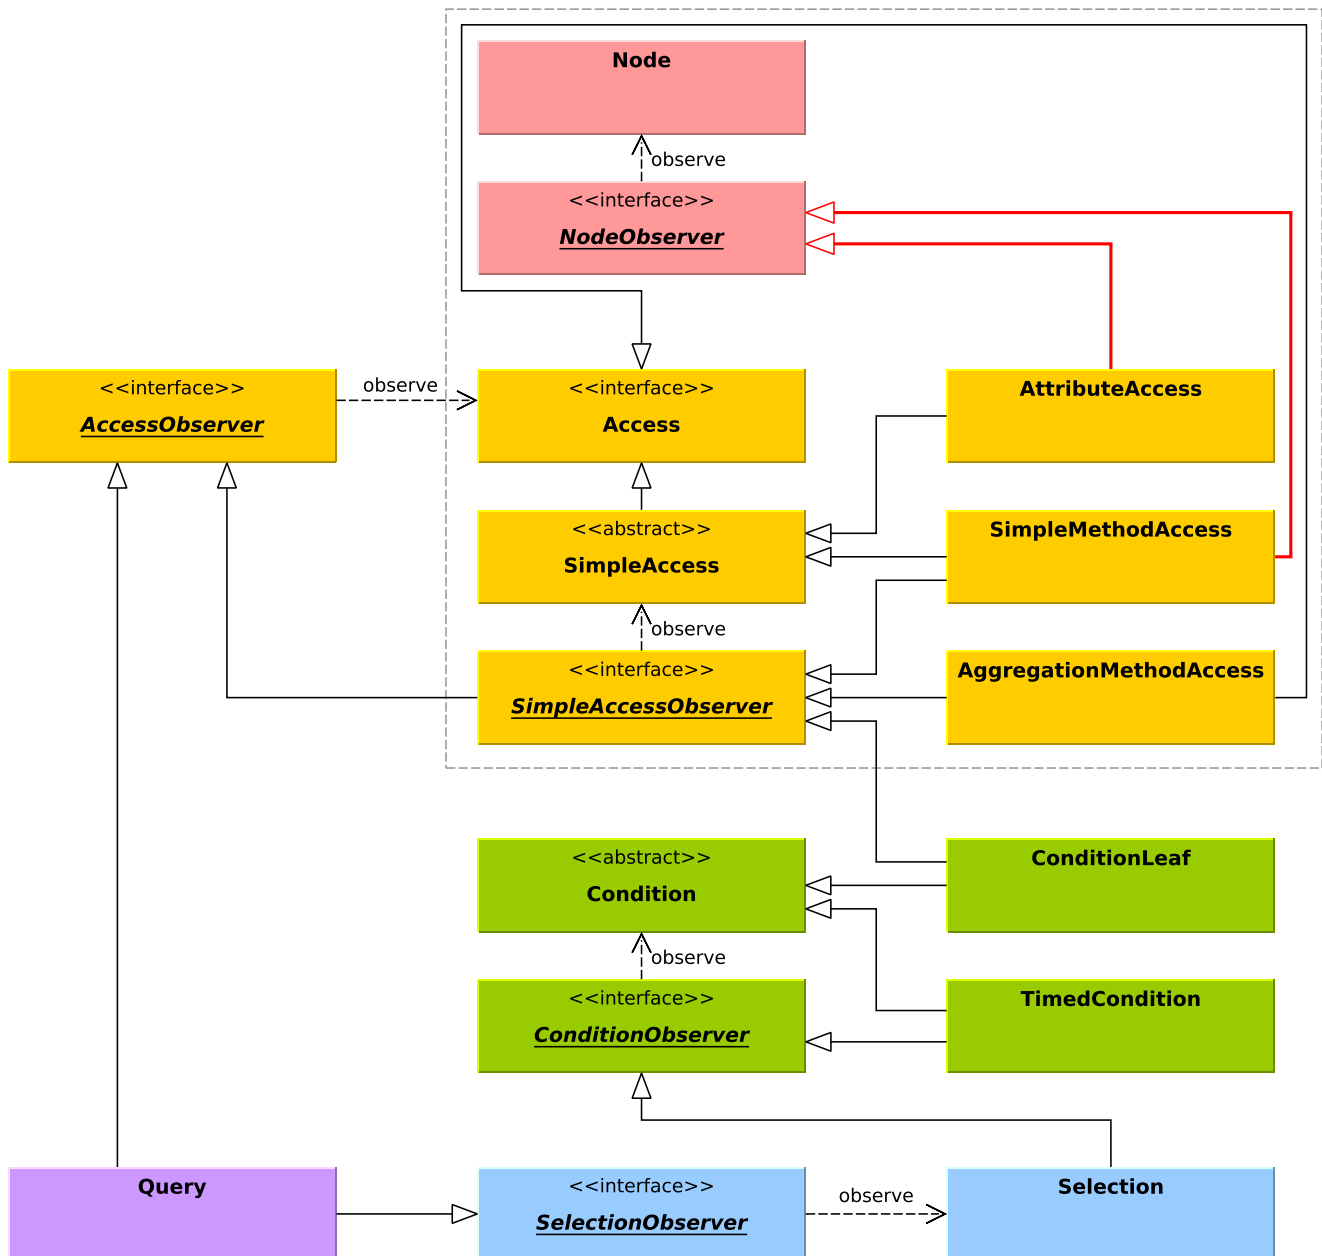 Node
observe
<<interface>>
NodeObserver
<<interface>>
AccessObserver
observe
<<interface>>
Access
AttributeAccess
<<abstract>>
SimpleAccess
SimpleMethodAccess
observe
<<interface>>
SimpleAccessObserver
AggregationMethodAccess
<<abstract>>
Condition
ConditionLeaf
observe
<<interface>>
ConditionObserver
TimedCondition
Query
<<interface>>
SelectionObserver
observe
Selection